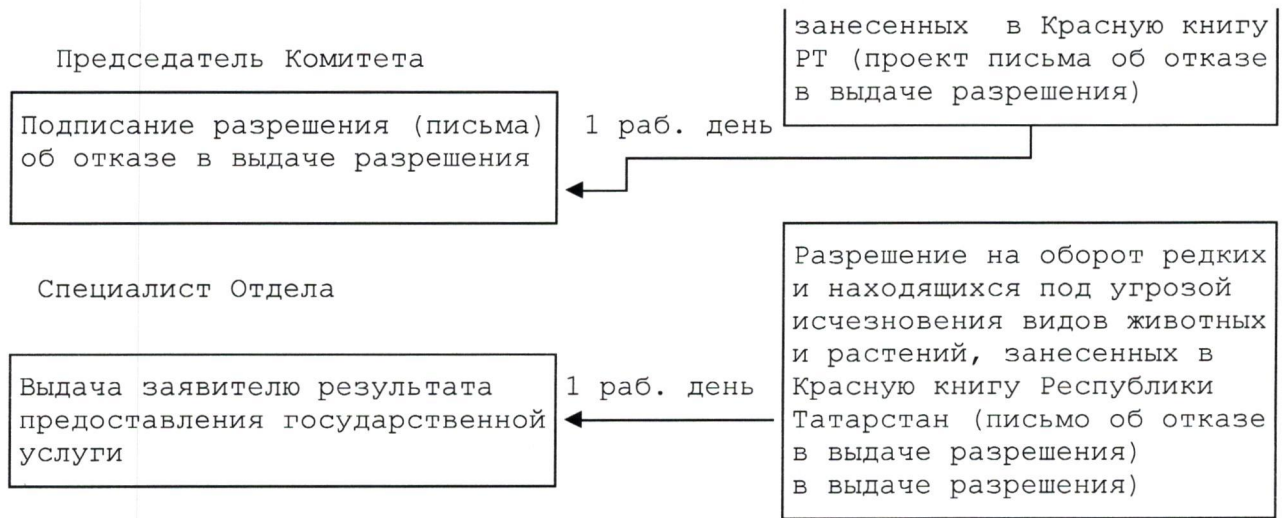 занесенных в Красную книгу
РТ (проект письма об отказе
в выдаче разрешения)
Председатель Комитета
Подписание разрешения (письма)
об отказе в выдаче разрешения
1 раб. день
Специалист Отдела
Выдача заявителю результата
предоставления государственной
услуги
1 раб. день
Разрешение на оборот редких
и находящихся под угрозой
исчезновения видов животных
и растений, занесенных в
Красную книгу Республики
Татарстан (письмо об отказе
в выдаче разрешения)
в выдаче разрешения)